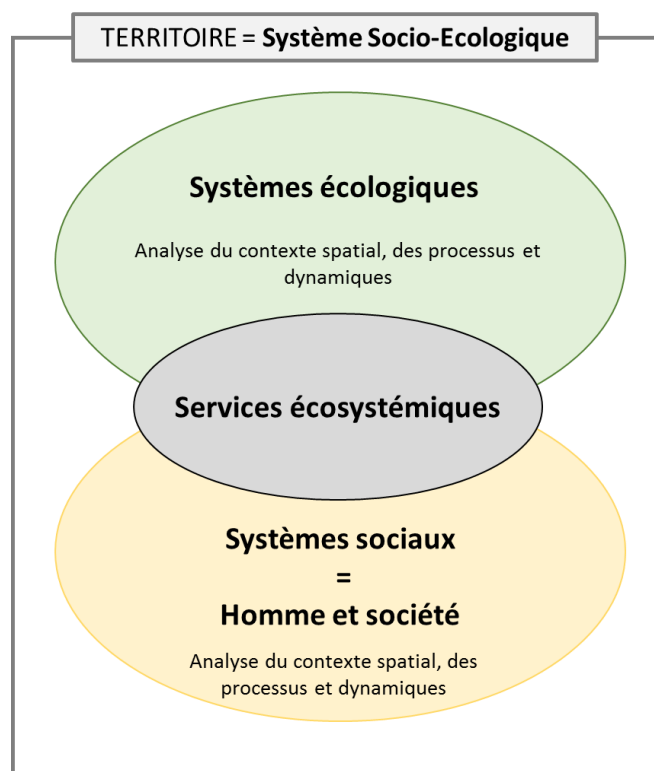 TERRITOIRE = Système Socio-Ecologique
Systèmes écologiques
Analyse du contexte spatial, des processus et
dynamiques
Services écosystémiques
Systèmes sociaux
=
Homme et société
Analyse du contexte spatial, des
processus et dynamiques